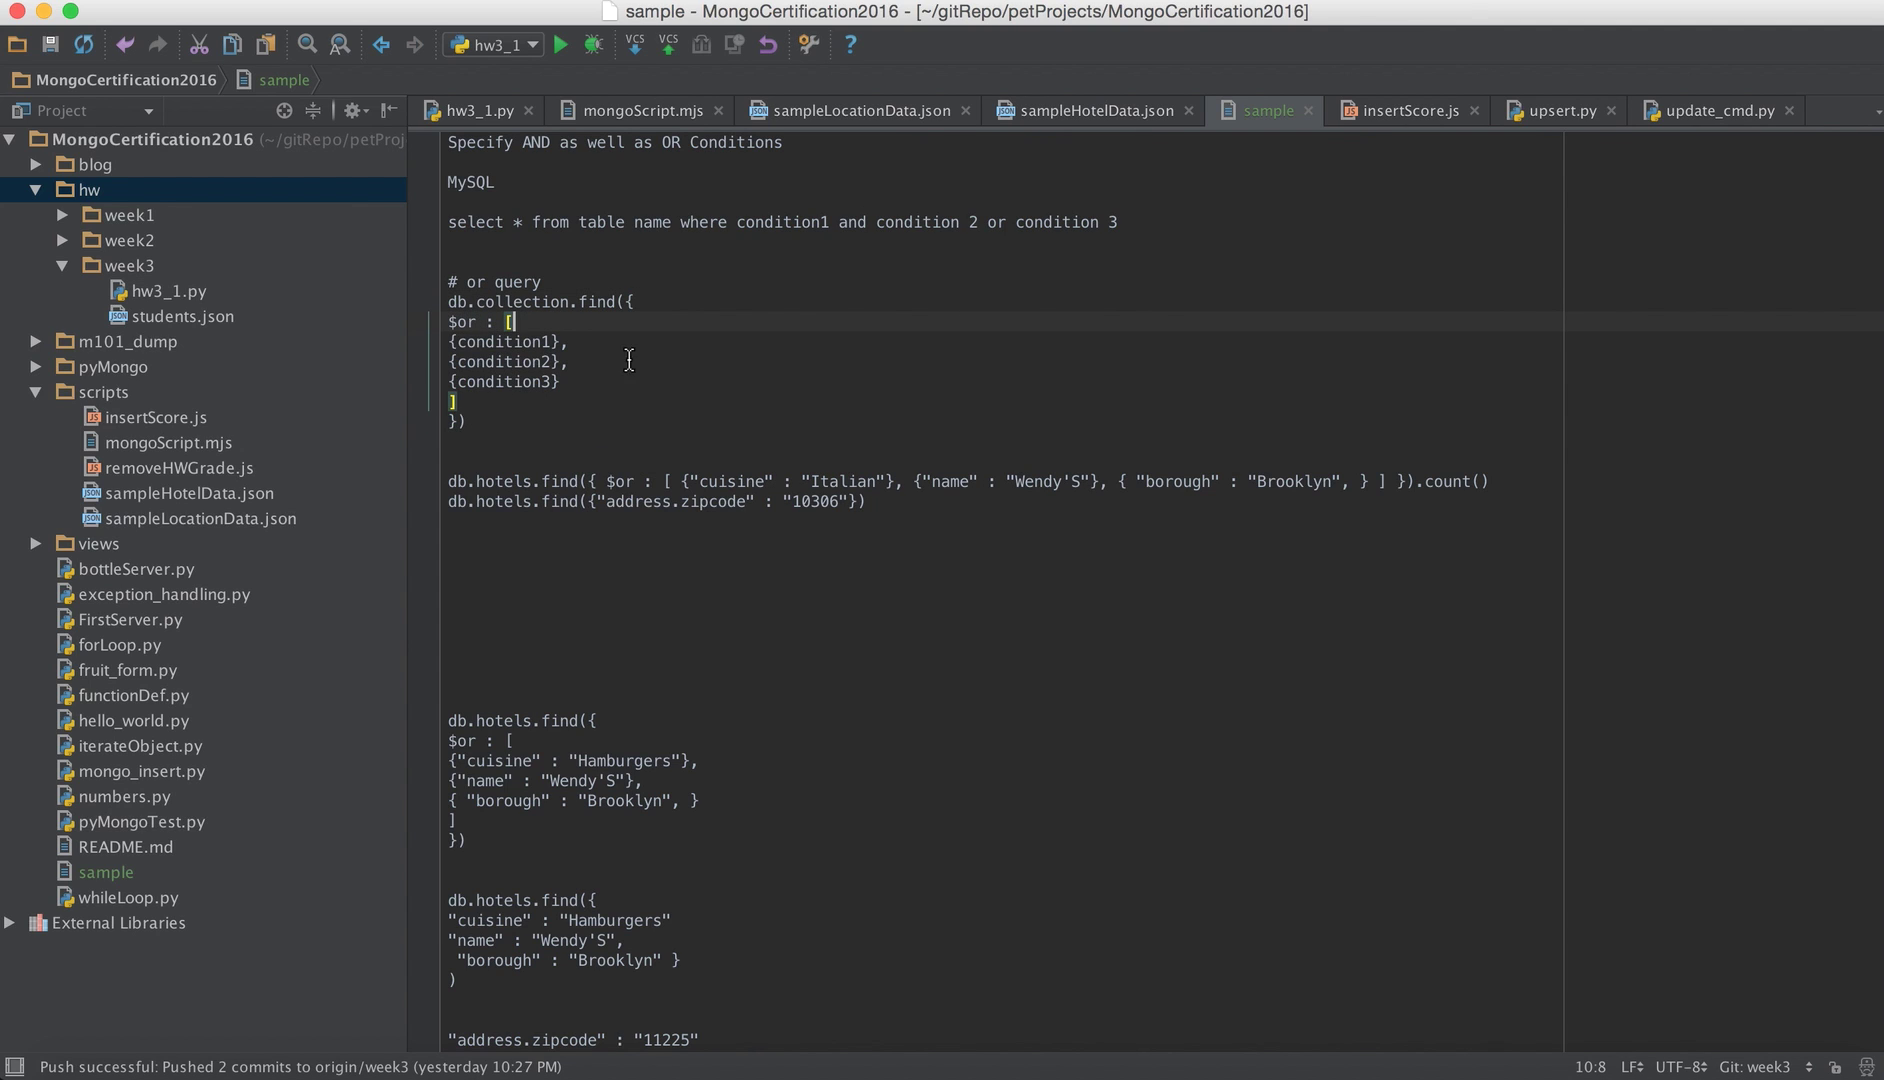 sample - MongoCertification2016 - [~/gitRepo/petProjects/MongoCertification2016]
hw3_1
VCS
VCS
?
MongoCertification2016
sample
Project
hw3_1.py
mongoScript.mjs
sampleLocationData.json
sampleHotelData.json
sample
insertScore.js
upsert.py
update_cmd.py
MongoCertification2016 (~/gitRepo/petProj
blog
hw
week1
week2
week3
hw3_1.py
students.json
m101_dump
pyMongo
scripts
insertScore.js
mongoScript.mjs
removeHWGrade.js
sampleHotelData.json
sampleLocationData.json
views
bottleServer.py
exception_handling.py
FirstServer.py
forLoop.py
fruit_form.py
functionDef.py
hello_world.py
iterateObject.py
mongo_insert.py
numbers.py
pyMongoTest.py
README.md
sample
whileLoop.py
External Libraries
Specify AND as well as OR Conditions
MySQL
select * from table name where condition1 and condition 2 or condition 3
# or query
db.collection.find({
$or : [
{condition1},
{condition2},
{condition3}
]
})
db.hotels.find({ $or : [ {"cuisine" : "Italian"}, {"name" : "Wendy'S"}, { "borough" : "Brooklyn", } ] }).count()
db.hotels.find({"address.zipcode" : "10306"})
db.hotels.find({
$or : [
{"cuisine" : "Hamburgers"},
{"name" : "Wendy'S"},
{ "borough" : "Brooklyn", }
]
})
db.hotels.find({
"cuisine" : "Hamburgers"
"name" : "Wendy'S",
"borough" : "Brooklyn" }
)
"address.zipcode" : "11225"
Push successful: Pushed 2 commits to origin/week3 (yesterday 10:27 PM)
10:8 LF UTF-8 Git: week3